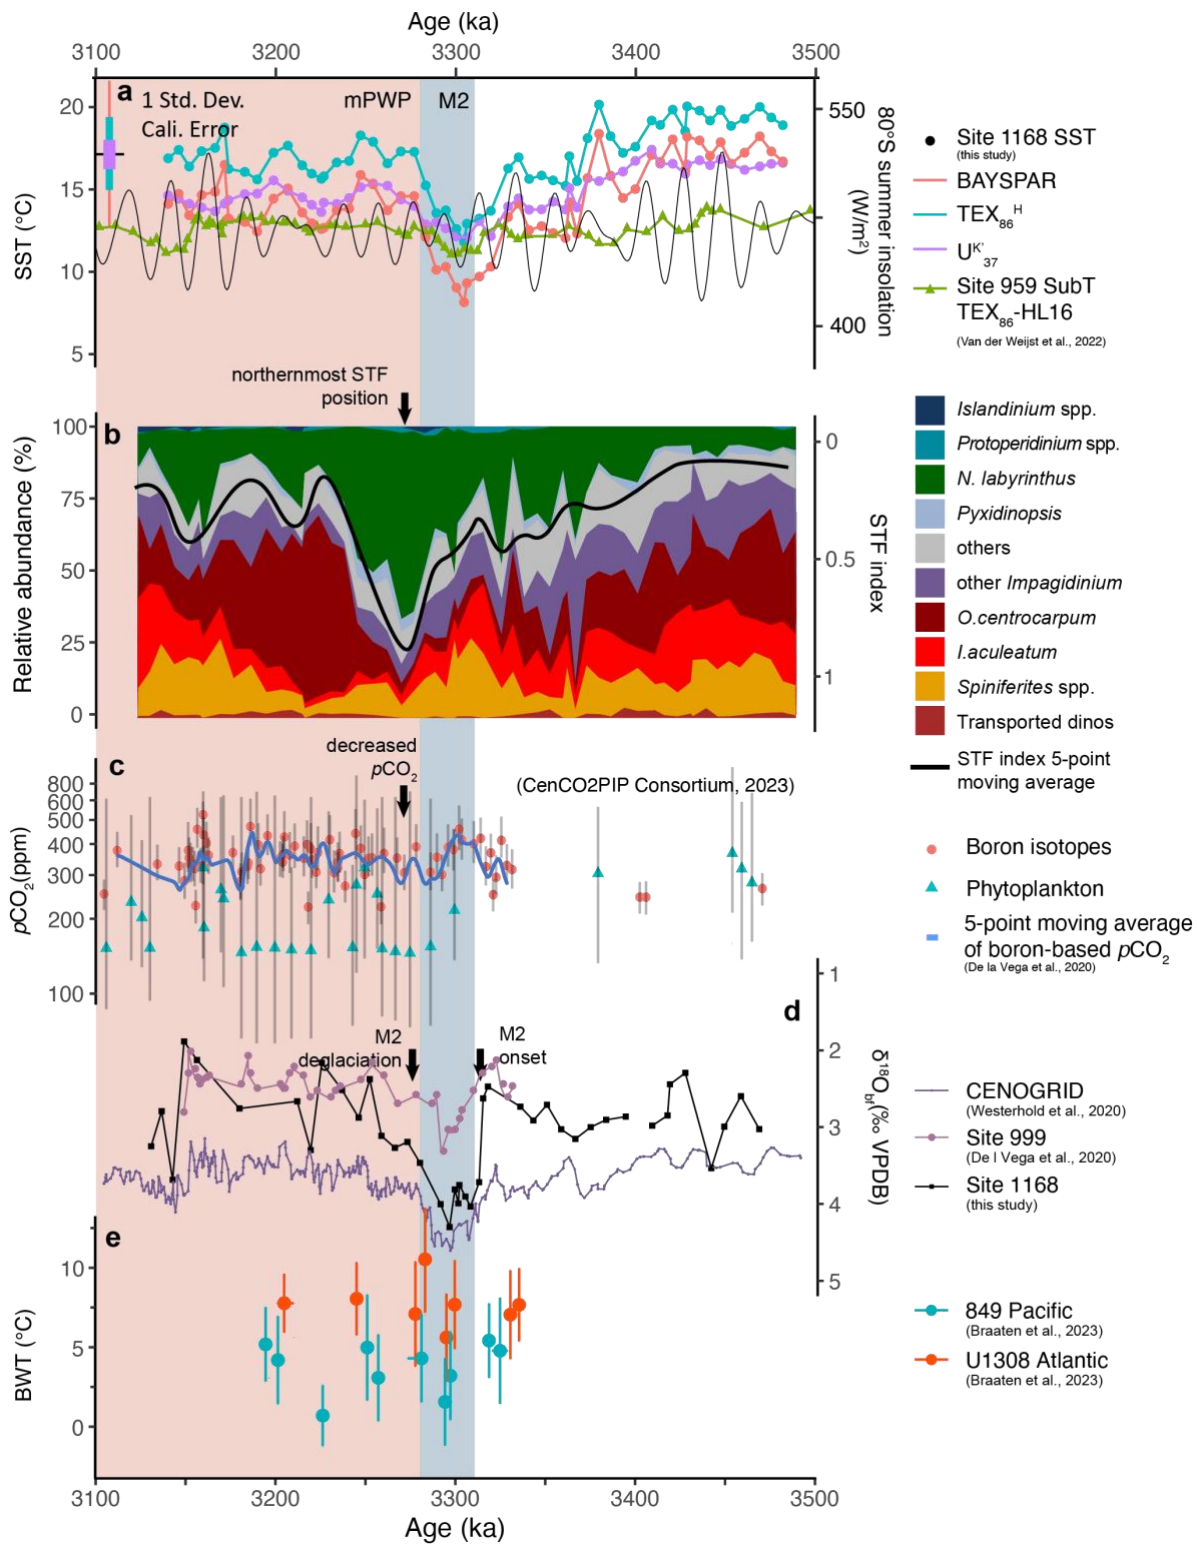 Age (ka)
3100 3200 3300 3400 3500
a
1 Std. Dev.
Cali. Error
mPWP
M2
20
15
10
5
SST (°C)
550
400
80°S summer insolation
(W/m²)
Site 1168 SST
(this study)
BAYSPAR
TEX₈₆ᴴ
Uᴷ'₃₇
Site 959 SubT
TEX₈₆-HL16
(Van der Weijst et al., 2022)
northernmost STF
position
b
100
75
50
25
0
Relative abundance (%)
0
0.5
1
STF index
Islandinium spp.
Protoperidinium spp.
N. labyrinthus
Pyxidinopsis
others
other Impagidinium
O.centrocarpum
I.aculeatum
Spiniferites spp.
Transported dinos
STF index 5-point
moving average
c
decreased
pCO₂
(CenCO2PIP Consortium, 2023)
800
600
500
400
300
200
100
pCO₂(ppm)
Boron isotopes
Phytoplankton
5-point moving average
of boron-based pCO₂
(De la Vega et al., 2020)
d
M2
deglaciation
M2
onset
1
2
3
4
5
δ¹⁸O_bf(‰ VPDB)
CENOGRID
(Westerhold et al., 2020)
Site 999
(De l Vega et al., 2020)
Site 1168
(this study)
e
10
5
0
BWT (°C)
849 Pacific
(Braaten et al., 2023)
U1308 Atlantic
(Braaten et al., 2023)
3100 3200 3300 3400 3500
Age (ka)